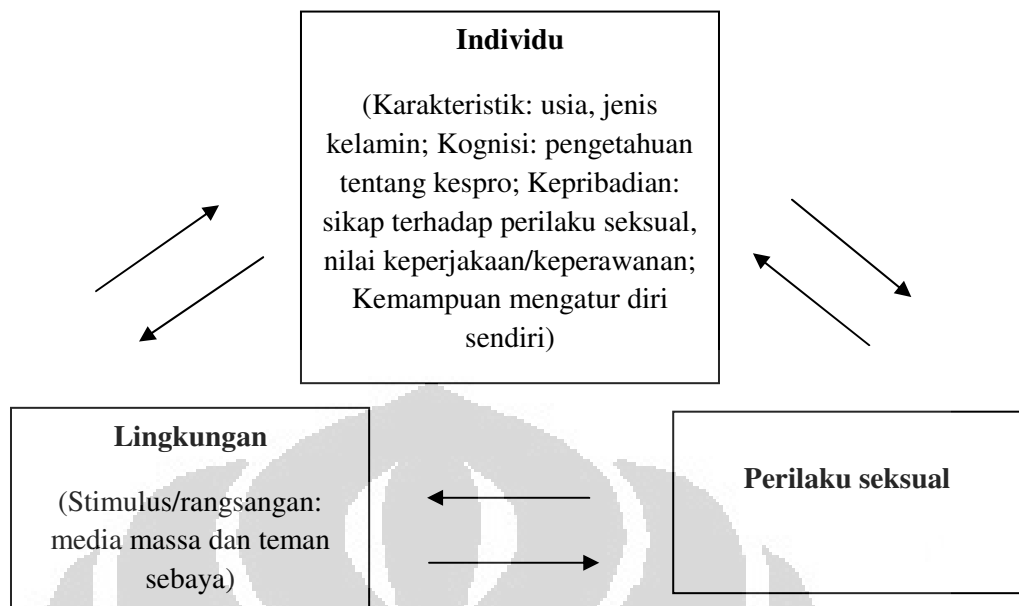 Individu
(Karakteristik: usia, jenis
kelamin; Kognisi: pengetahuan
tentang kespro; Kepribadian:
sikap terhadap perilaku seksual,
nilai keperjakaan/keperawanan;
Kemampuan mengatur diri
sendiri)
Lingkungan
(Stimulus/rangsangan:
media massa dan teman
sebaya)
Perilaku seksual